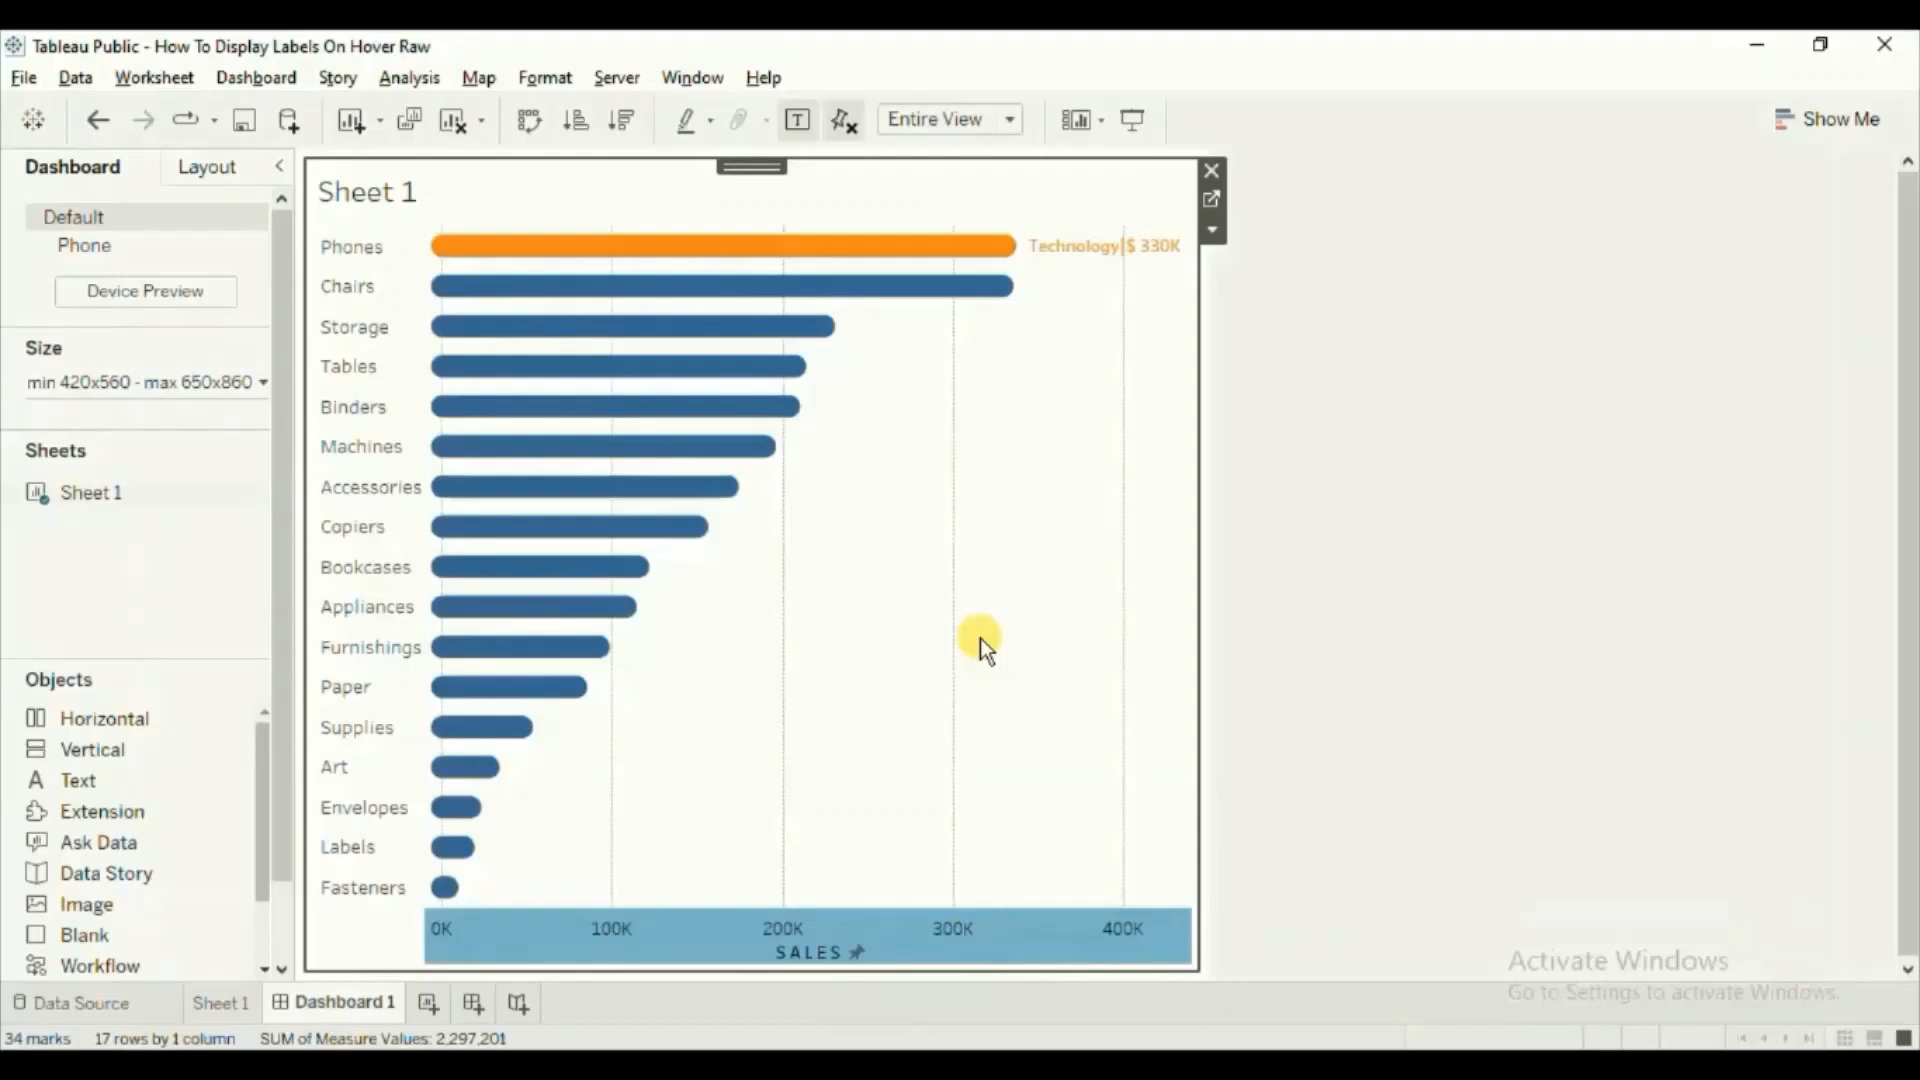 Tableau Public - How To Display Labels On Hover Raw
File Data Worksheet Dashboard Story Analysis Map Format Server Window Help
Entire View
Show Me
Dashboard
Layout
Default
Phone
Device Preview
Size
min 420x560 - max 650x860
Sheets
Sheet 1
Objects
Horizontal
Vertical
A Text
Extension
Ask Data
Data Story
Image
Blank
Workflow
Sheet 1
Phones
Technology|$ 330K
Chairs
Storage
Tables
Binders
Machines
Accessories
Copiers
Bookcases
Appliances
Furnishings
Paper
Supplies
Art
Envelopes
Labels
Fasteners
0K 100K 200K 300K 400K
SALES
Activate Windows
Go to Settings to activate Windows.
Data Source Sheet 1 Dashboard 1
34 marks 17 rows by 1 column SUM of Measure Values: 2,297,201